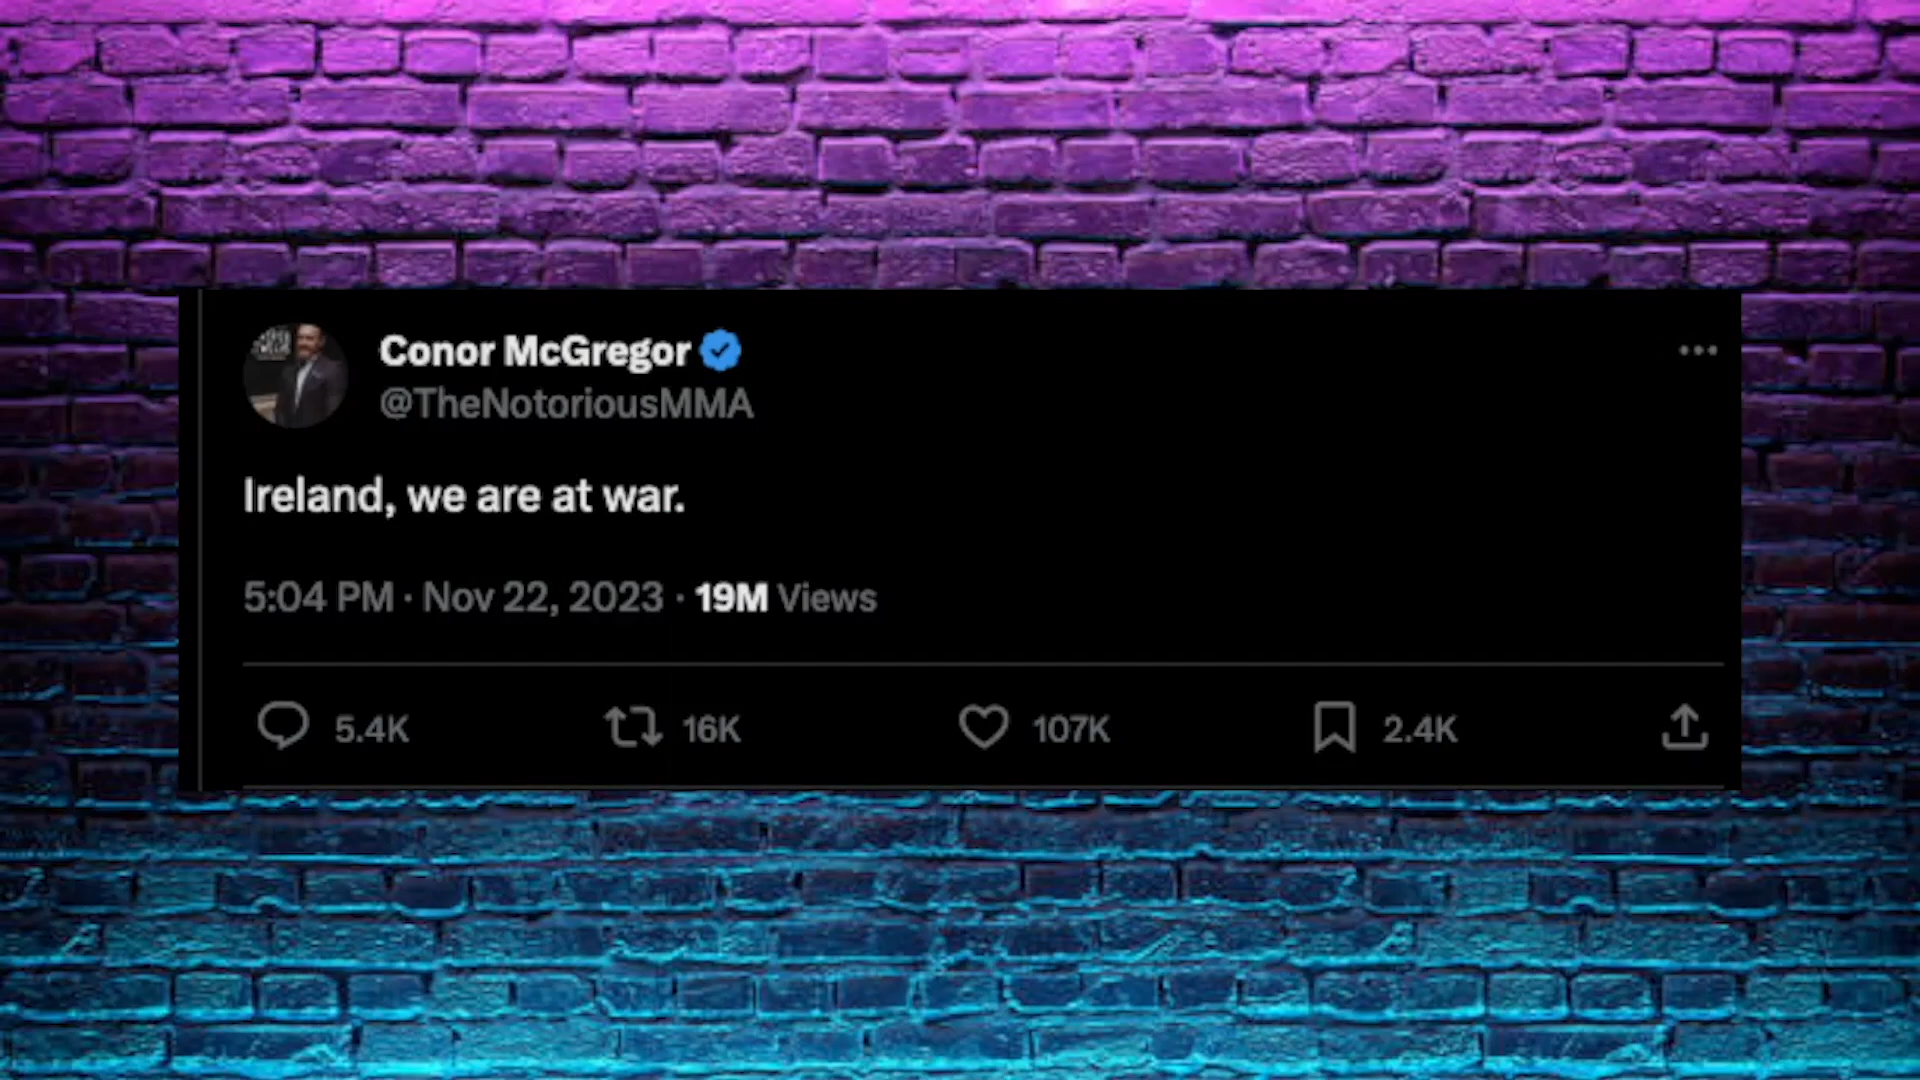 Conor McGregor
@TheNotoriousMMA
Ireland, we are at war.
5:04 PM · Nov 22, 2023 · 19M Views
5.4K 16K 107K 2.4K